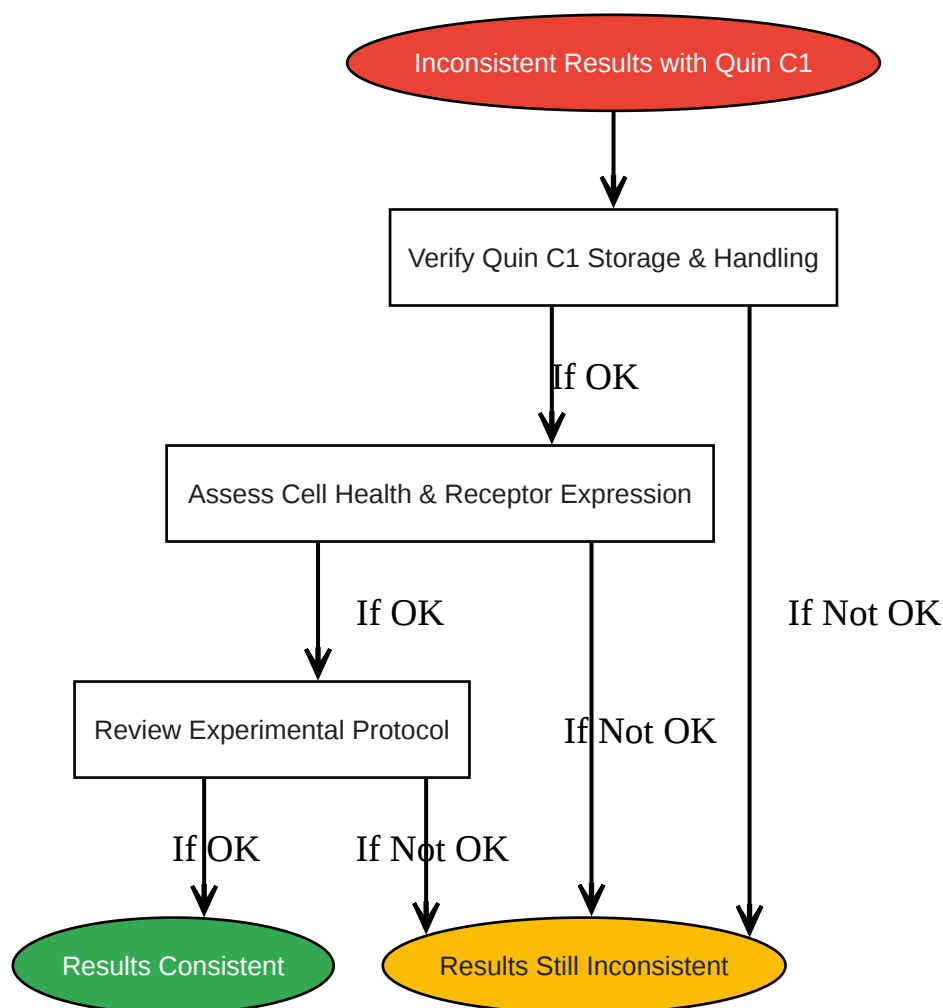 Inconsistent Results with Quin C1
Verify Quin C1 Storage & Handling
If OK
Assess Cell Health & Receptor Expression
If OK
If Not OK
Review Experimental Protocol
If Not OK
If OK
If Not OK
Results Consistent
Results Still Inconsistent